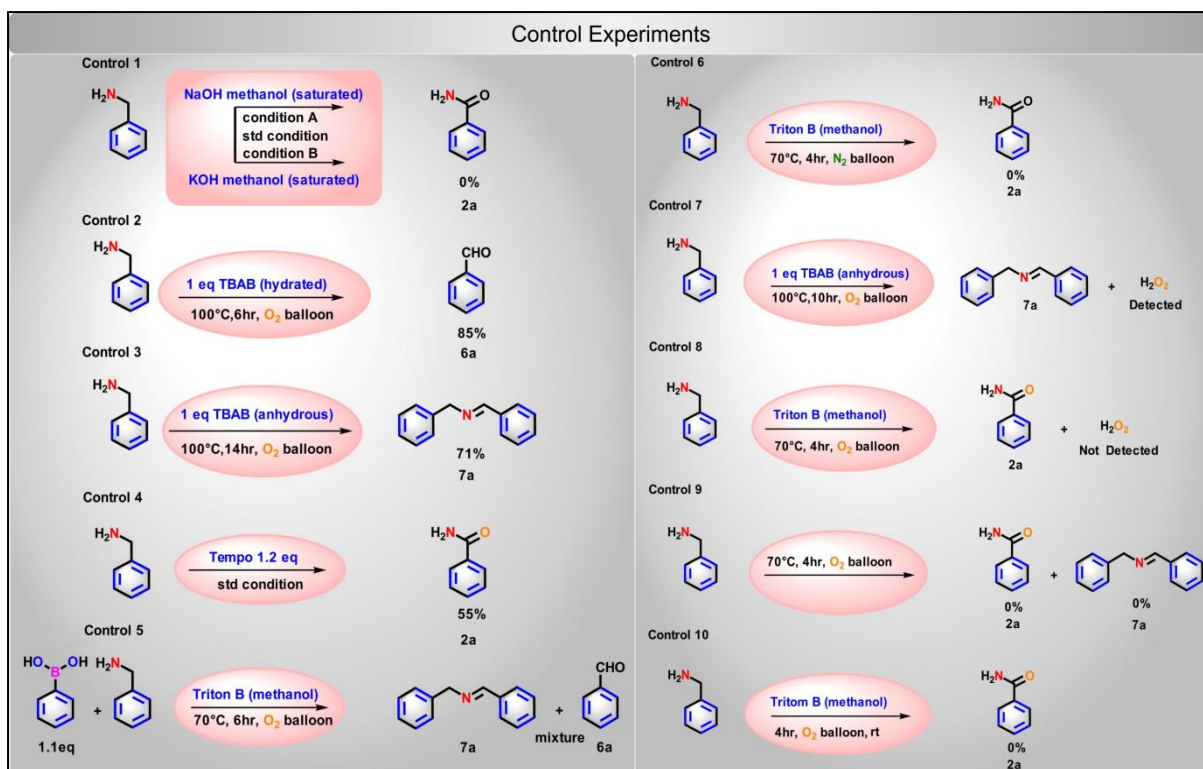 Control Experiments
Control 1
H2N
NaOH methanol (saturated)
condition A
std condition
condition B
KOH methanol (saturated)
H2N O
0%
2a
Control 2
H2N
1 eq TBAB (hydrated)
100°C,6hr, O2 balloon
CHO
85%
6a
Control 3
H2N
1 eq TBAB (anhydrous)
100°C,14hr, O2 balloon
N
71%
7a
Control 4
H2N
Tempo 1.2 eq
std condition
H2N O
55%
2a
Control 5
HO OH
B
1.1eq
+
H2N
Triton B (methanol)
70°C, 6hr, O2 balloon
N
7a
+
mixture
CHO
6a
Control 6
H2N
Triton B (methanol)
70°C, 4hr, N2 balloon
H2N O
0%
2a
Control 7
H2N
1 eq TBAB (anhydrous)
100°C,10hr, O2 balloon
N
7a
+
H2O2
Detected
Control 8
H2N
Triton B (methanol)
70°C, 4hr, O2 balloon
H2N O
2a
+
H2O2
Not Detected
Control 9
H2N
70°C, 4hr, O2 balloon
H2N O
0%
2a
+
N
0%
7a
Control 10
H2N
Tritom B (methanol)
4hr, O2 balloon, rt
H2N O
0%
2a